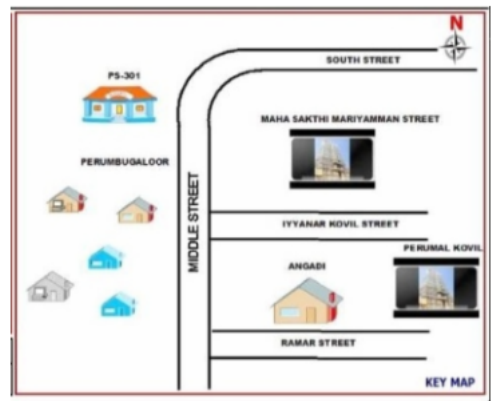 N
SOUTH STREET
PS-301
MAHA SAKTHI MARIYAMMAN STREET
PERUMBUGALOOR
MIDDLE STREET
IYYANAR KOVIL STREET
PERUMAL KOVIL
ANGADI
RAMAR STREET
KEY MAP